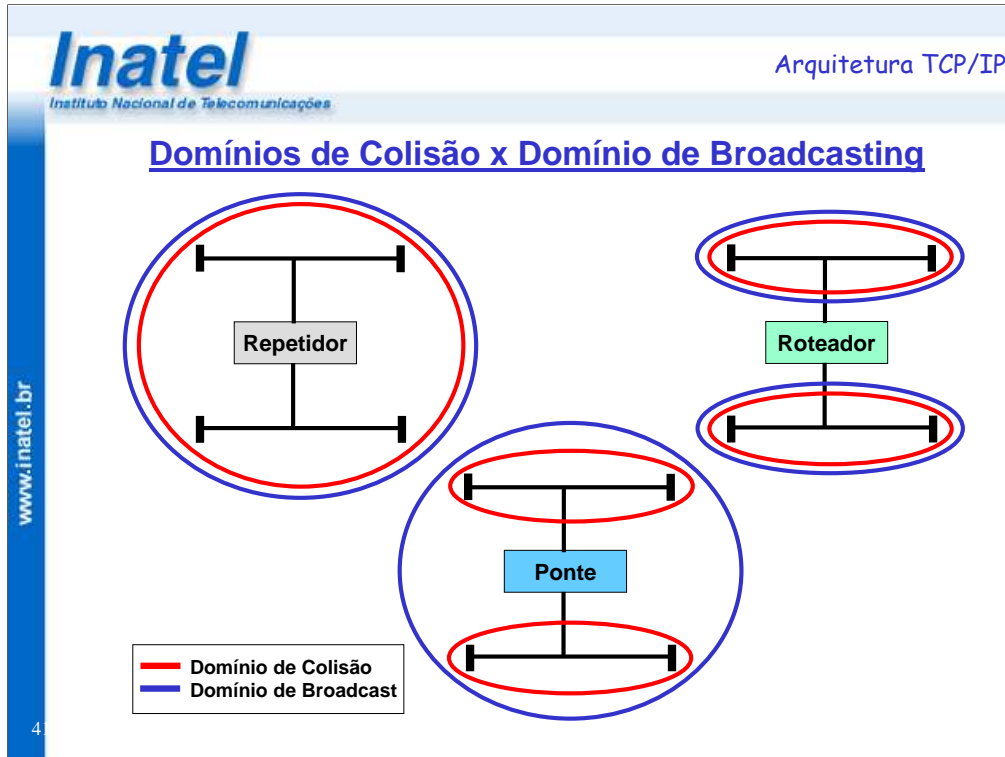 Inatel
Instituto Nacional de Telecomunicações
Arquitetura TCP/IP
Domínios de Colisão x Domínio de Broadcasting
Repetidor
Roteador
Ponte
Domínio de Colisão
Domínio de Broadcast
www.inatel.br
41